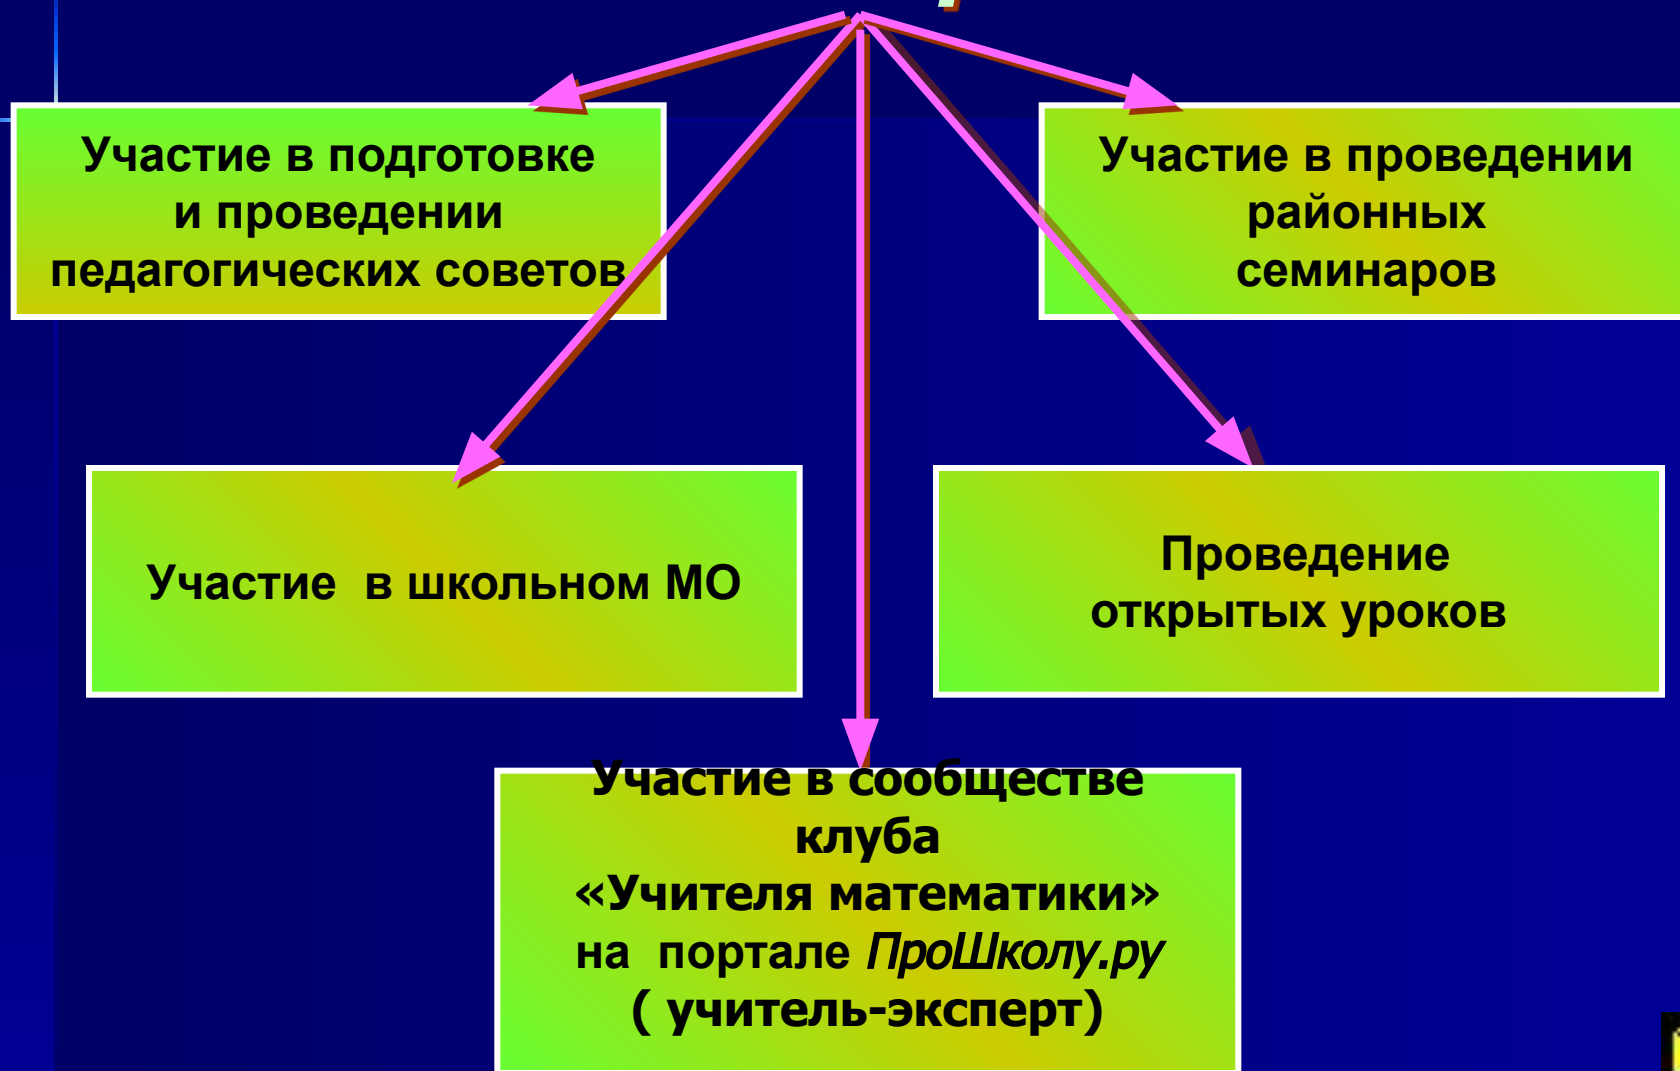 Участие в подготовке
и проведении
педагогических советов
Участие в проведении
районных
семинаров
Участие  в школьном МО
Проведение
открытых уроков
Участие в сообществе
клуба
«Учителя математики»
на  портале ПроШколу.ру
( учитель-эксперт)